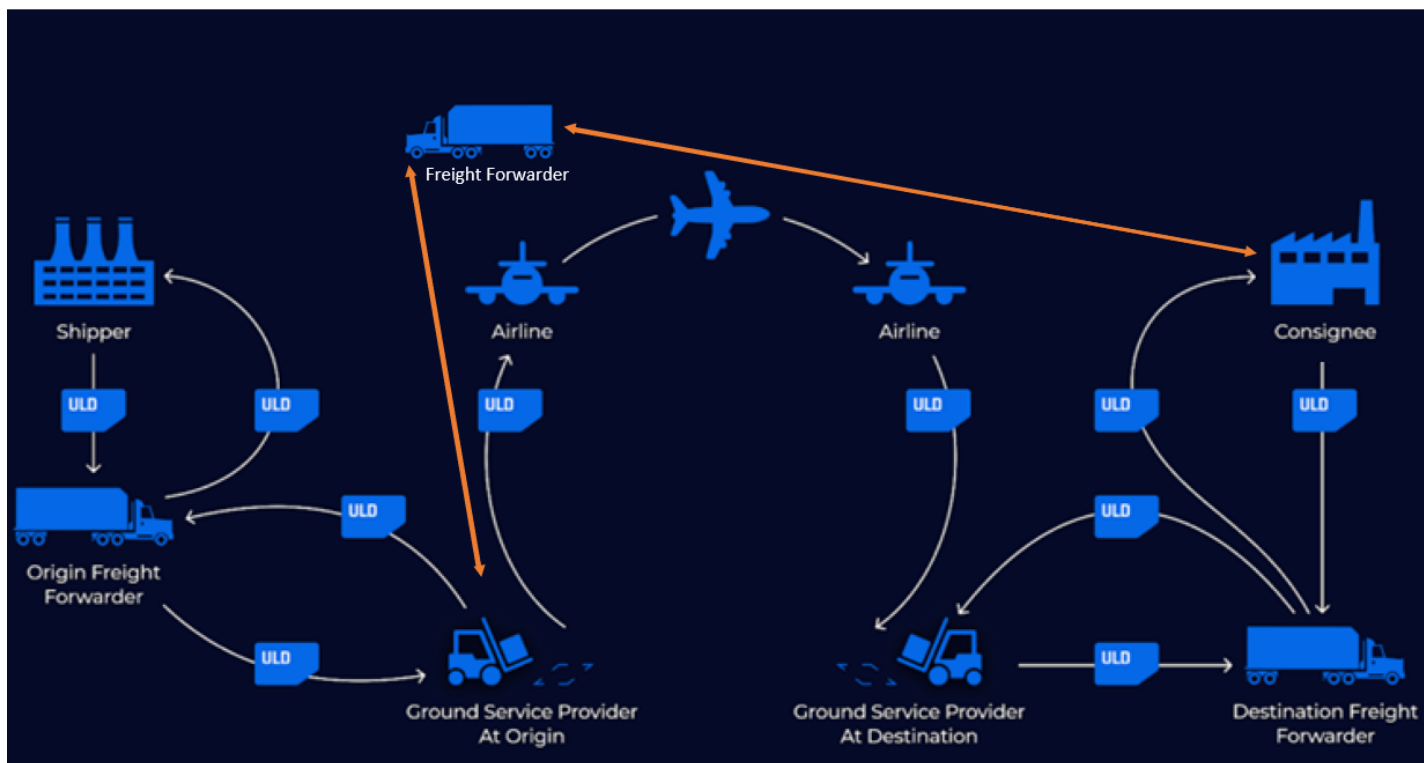 Freight Forwarder
Shipper
Airline
Airline
Consignee
ULD
ULD
ULD
ULD
ULD
ULD
ULD
ULD
Origin Freight
Forwarder
ULD
ULD
ULD
Ground Service Provider
At Origin
Ground Service Provider
At Destination
Destination Freight
Forwarder